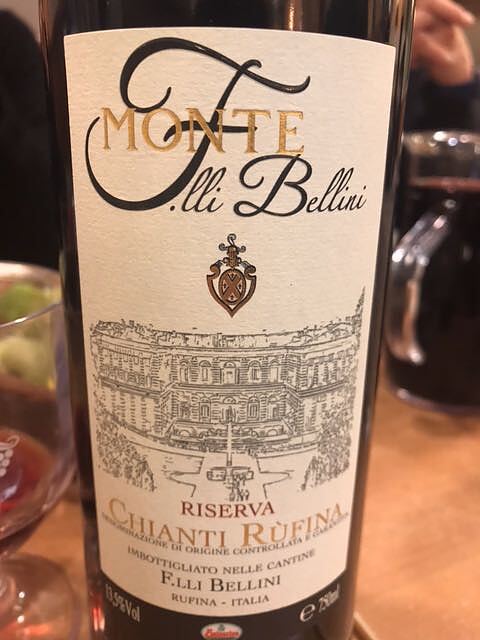 MONTE
F.lli Bellini
RISERVA
CHIANTI RÙFINA
DENOMINAZIONE DI ORIGINE CONTROLLATA E GARANTITA
IMBOTTIGLIATO NELLE CANTINE
F.LLI BELLINI
RUFINA - ITALIA
13,5%Vol
e 750ml